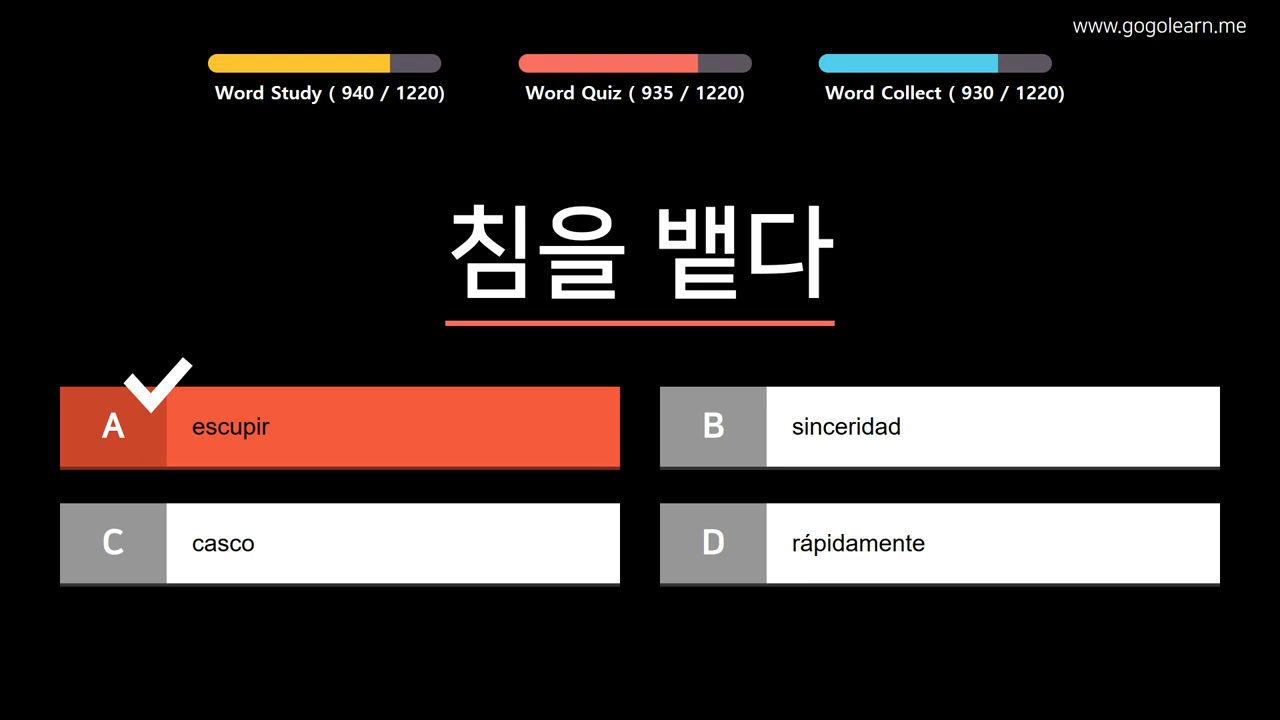 www.gogolearn.me
Word Study ( 940 / 1220)
Word Quiz ( 935 / 1220)
Word Collect ( 930 / 1220)
침을 뱉다
A escupir
B sinceridad
C casco
D rápidamente